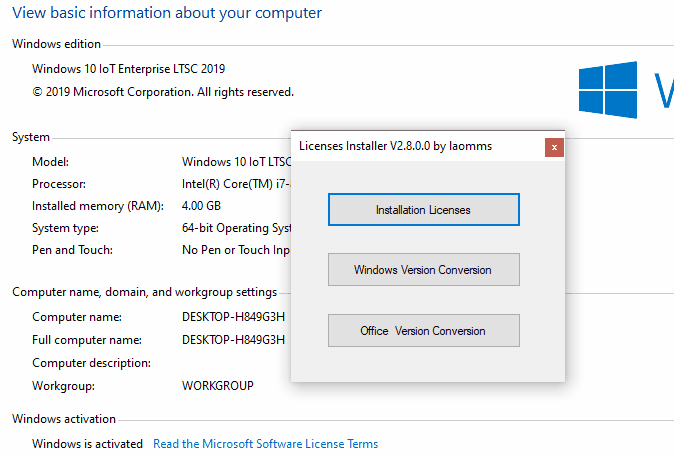 View basic information about your computer
Windows edition
Windows 10 IoT Enterprise LTSC 2019
© 2019 Microsoft Corporation. All rights reserved.
System
Model: Windows 10 IoT LTSC
Processor: Intel(R) Core(TM) i7-
Installed memory (RAM): 4.00 GB
System type: 64-bit Operating Syst
Pen and Touch: No Pen or Touch Inp
Computer name, domain, and workgroup settings
Computer name: DESKTOP-H849G3H
Full computer name: DESKTOP-H849G3H
Computer description:
Workgroup: WORKGROUP
Windows activation
Windows is activated Read the Microsoft Software License Terms
Licenses Installer V2.8.0.0 by laomms
x
Installation Licenses
Windows Version Conversion
Office Version Conversion